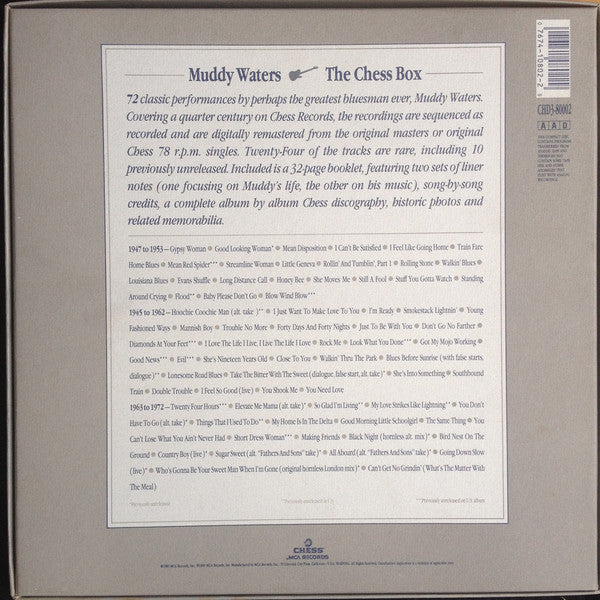 0 7674-10802-2
CHD3-80002
A A D
Muddy Waters The Chess Box
72 classic performances by perhaps the greatest bluesman ever, Muddy Waters.
Covering a quarter century on Chess Records, the recordings are sequenced as
recorded and are digitally remastered from the original masters or original
Chess 78 r.p.m. singles. Twenty-Four of the tracks are rare, including 10
previously unreleased. Included is a 32-page booklet, featuring two sets of liner
notes (one focusing on Muddy's life, the other on his music), song-by-song
credits, a complete album by album Chess discography, historic photos and
related memorabilia.
1947 to 1953—Gypsy Woman • Good Looking Woman* • Mean Disposition • I Can't Be Satisfied • I Feel Like Going Home • Train Fare
Home Blues • Mean Red Spider*** • Streamline Woman • Little Geneva • Rollin' And Tumblin', Part 1 • Rolling Stone • Walkin' Blues •
Louisiana Blues • Evans Shuffle • Long Distance Call • Honey Bee • She Moves Me • Still A Fool • Stuff You Gotta Watch • Standing
Around Crying • Flood** • Baby Please Don't Go • Blow Wind Blow***
1945 to 1962—Hoochie Coochie Man (alt. take)** • I Just Want To Make Love To You • I'm Ready • Smokestack Lightnin' • Young
Fashioned Ways • Mannish Boy • Trouble No More • Forty Days And Forty Nights • Just To Be With You • Don't Go No Farther •
Diamonds At Your Feet*** • I Love The Life I Live, I Live The Life I Love • Rock Me • Look What You Done*** • Got My Mojo Working •
Good News*** • Evil*** • She's Nineteen Years Old • Close To You • Walkin' Thru The Park • Blues Before Sunrise (with false starts,
dialogue)** • Lonesome Road Blues • Take The Bitter With The Sweet (dialogue, false start, alt. take)* • She's Into Something • Southbound
Train • Double Trouble • I Feel So Good (live) • You Shook Me • You Need Love
1963 to 1972—Twenty Four Hours*** • Elevate Me Mama (alt. take)* • So Glad I'm Living** • My Love Strikes Like Lightning** • You Don't
Have To Go (alt. take)* • Things That I Used To Do** • My Home Is In The Delta • Good Morning Little Schoolgirl • The Same Thing • You
Can't Lose What You Ain't Never Had • Short Dress Woman*** • Making Friends • Black Night (hornless alt. mix)* • Bird Nest On The
Ground • Country Boy (live)* • Sugar Sweet (alt. "Fathers And Sons" take)* • All Aboard (alt. "Fathers And Sons" take)* • Going Down Slow
(live)* • Who's Gonna Be Your Sweet Man When I'm Gone (original hornless London mix)* • Can't Get No Grindin' (What's The Matter With
The Meal)
*Previously unreleased **Previously unreleased in U.S. ***Previously unreleased on U.S. album
CHESS
MCA RECORDS